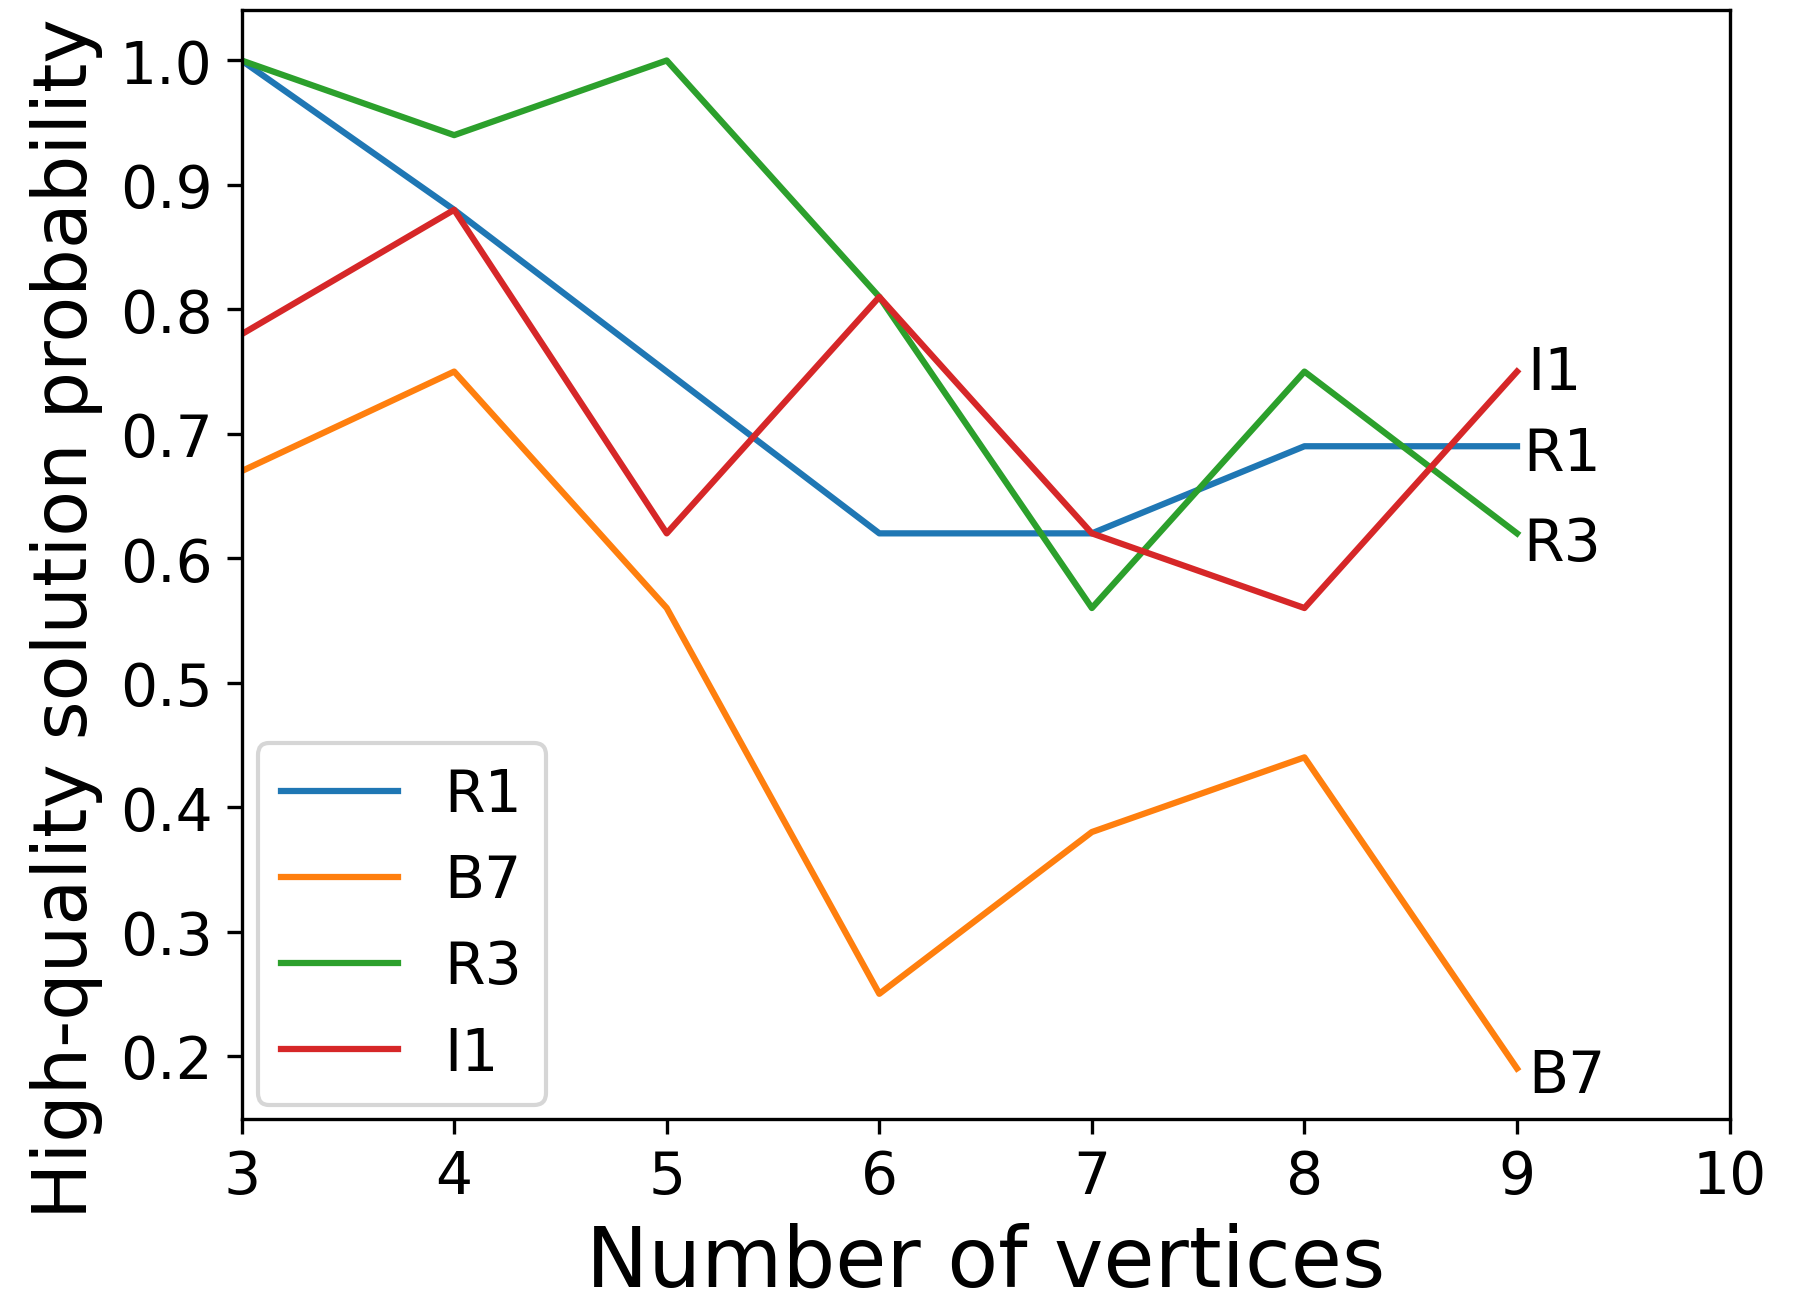 High-quality solution probability
1.0
0.9
0.8
0.7
0.6
0.5
0.4
0.3
0.2
I1
R1
R3
B7
R1
B7
R3
I1
3 4 5 6 7 8 9 10
Number of vertices